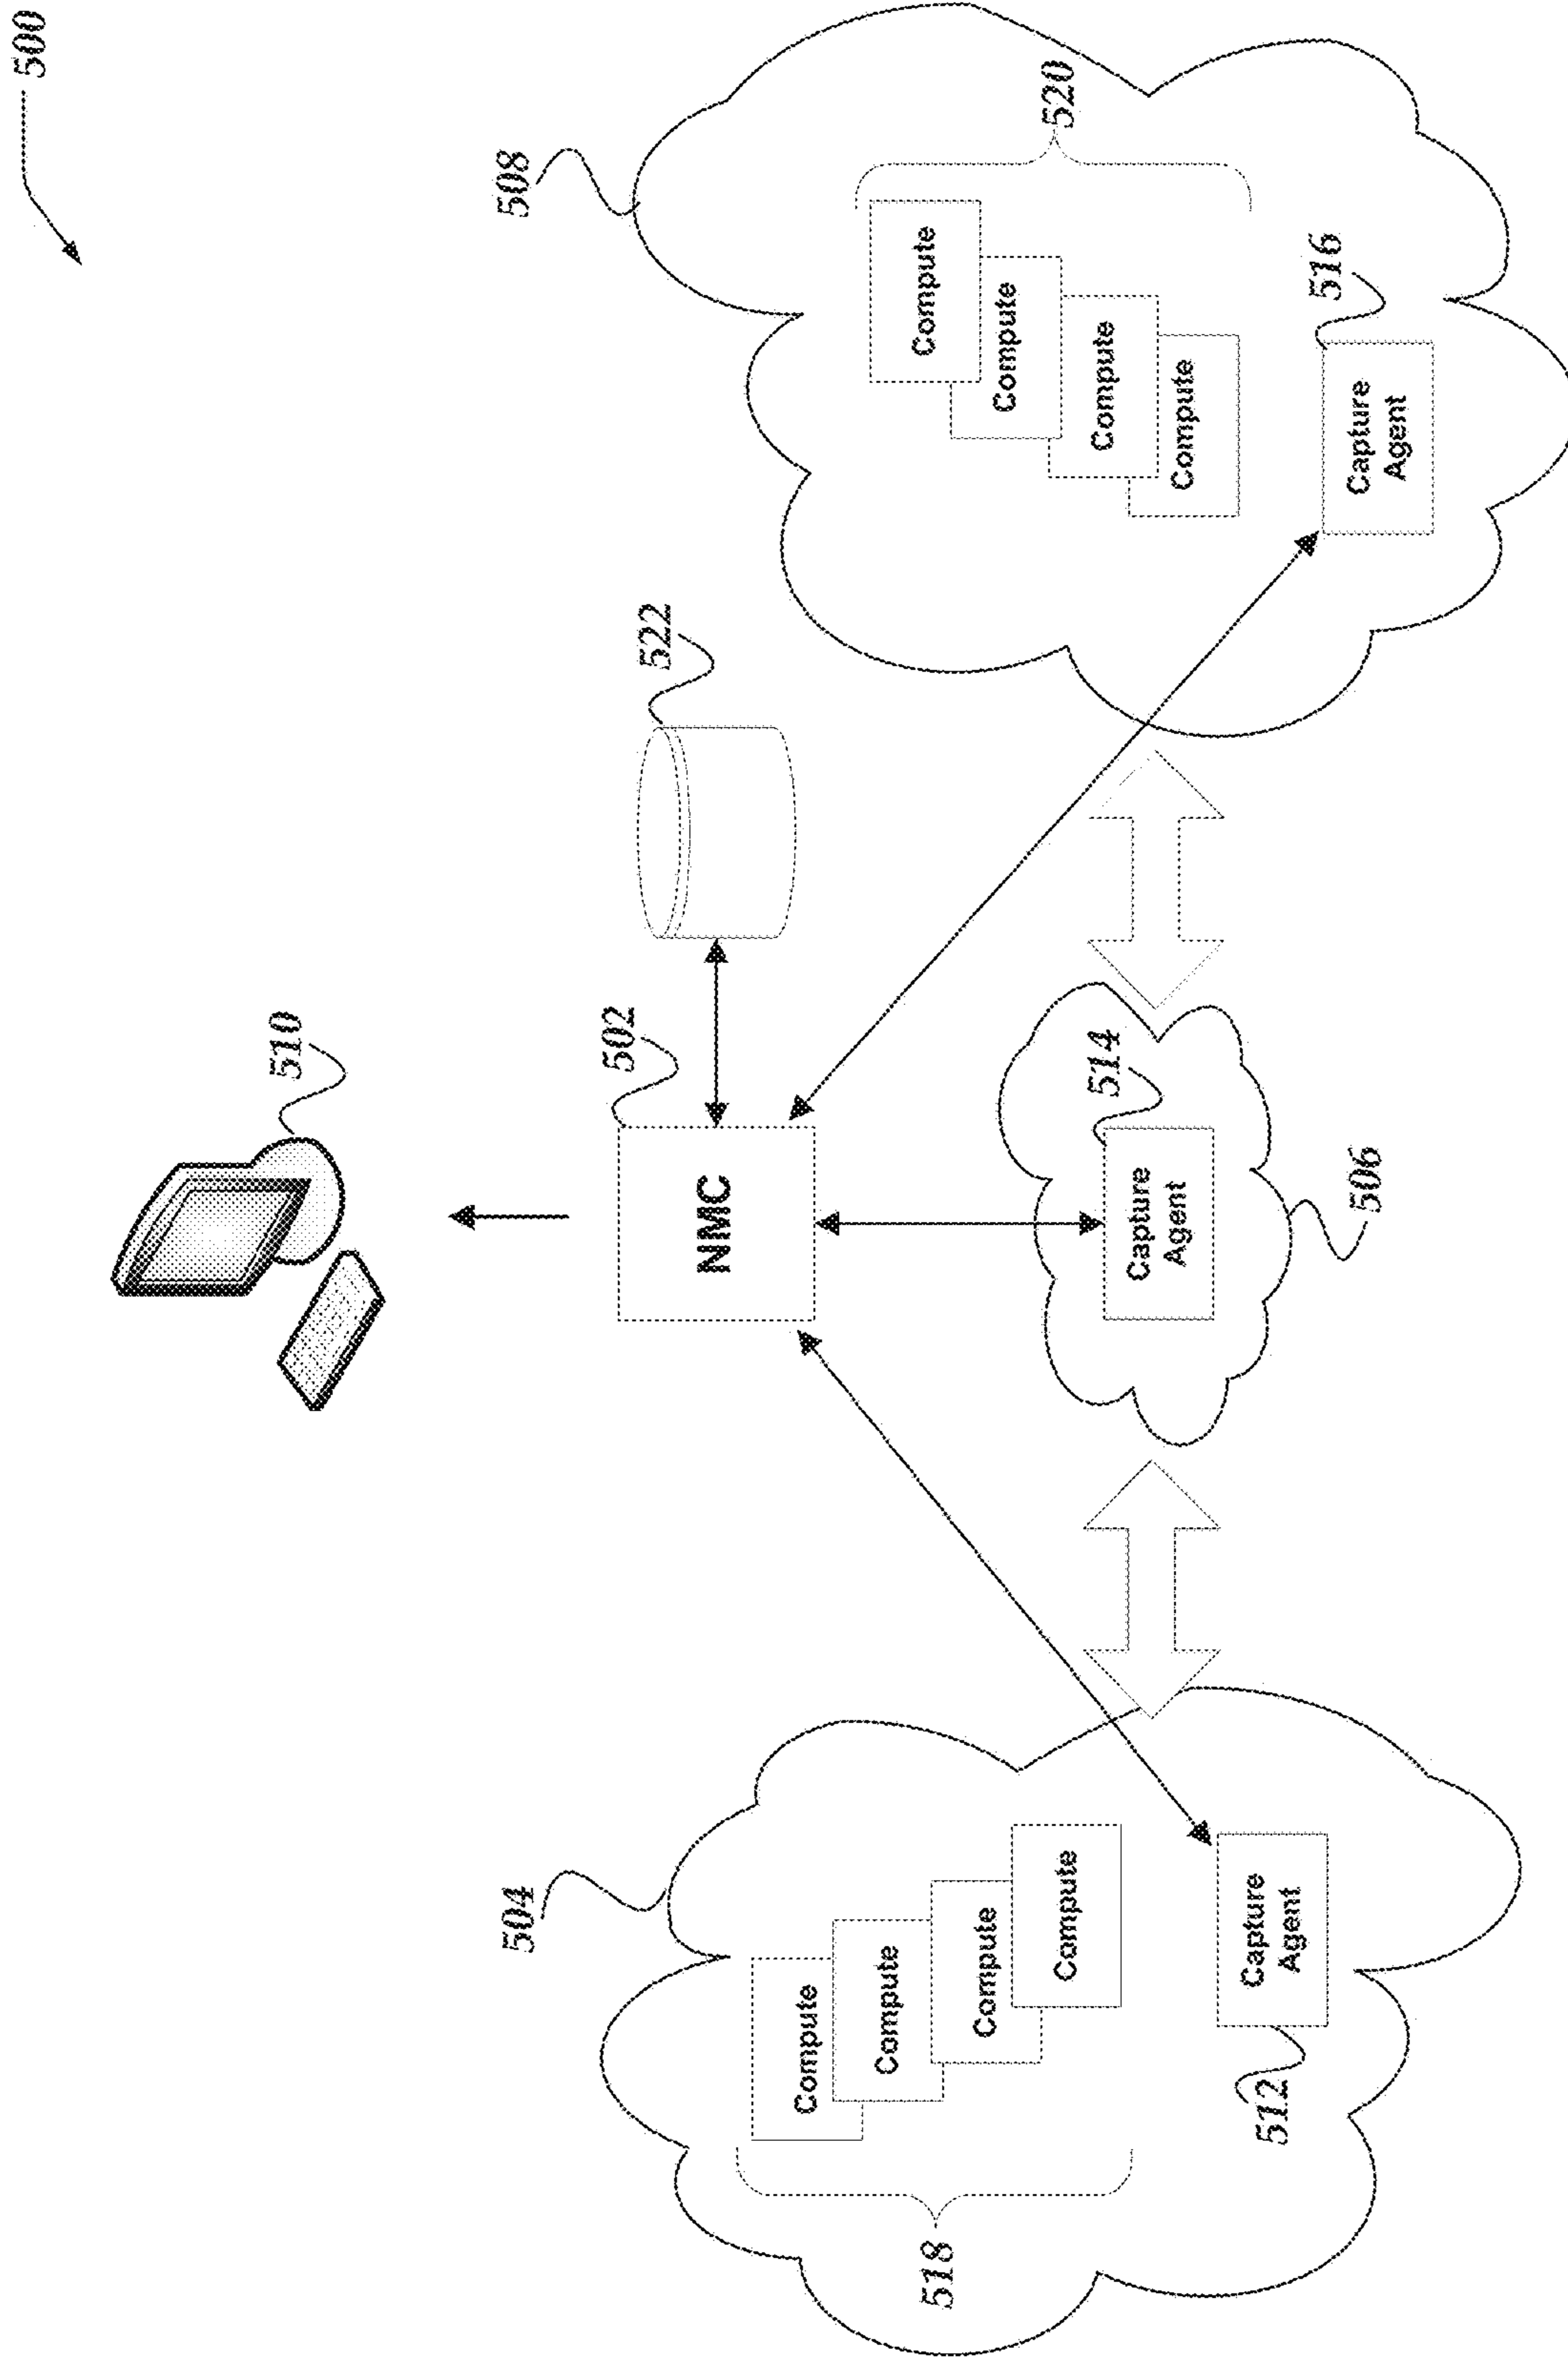 500
510
508
504
502
522
520
NMC
Compute
Compute
Compute
Compute
Compute
Compute
Compute
Compute
518
514
516
Capture
Agent
Capture
Agent
Capture
Agent
512
506